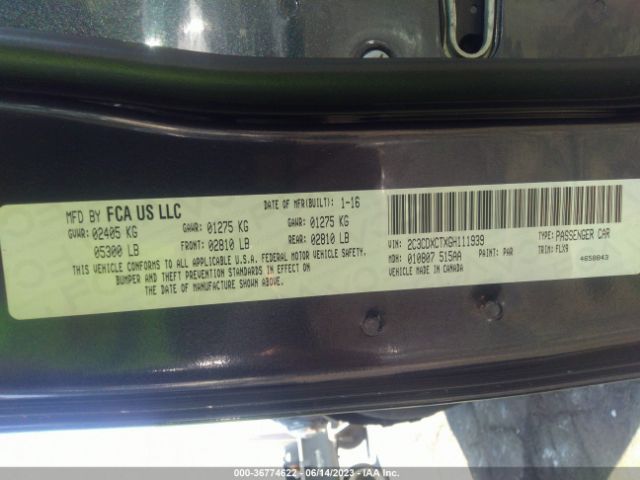 MFD BY FCA US LLC DATE OF MFR(BUILT): 1-16
GVWR: 02405 KG GAWR: 01275 KG GAWR: 01275 KG
05300 LB FRONT: 02810 LB REAR: 02810 LB
THIS VEHICLE CONFORMS TO ALL APPLICABLE U.S.A. FEDERAL MOTOR VEHICLE SAFETY,
BUMPER AND THEFT PREVENTION STANDARDS IN EFFECT ON
THE DATE OF MANUFACTURE SHOWN ABOVE.
VIN: 2C3CDXCTXGH111939 TYPE: PASSENGER CAR
MDH: 010807 515AA PAINT: PAR TRIM: FLX9
VEHICLE MADE IN CANADA 4658843
000-36774622 - 06/14/2023 - IAA Inc.